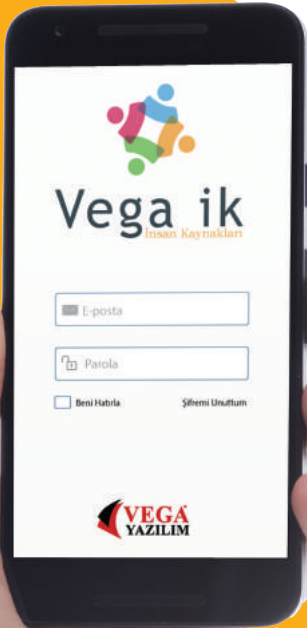 Vega ik
İnsan Kaynakları
E-posta
Parola
Beni Hatırla Şifremi Unuttum
VEGA
YAZILIM